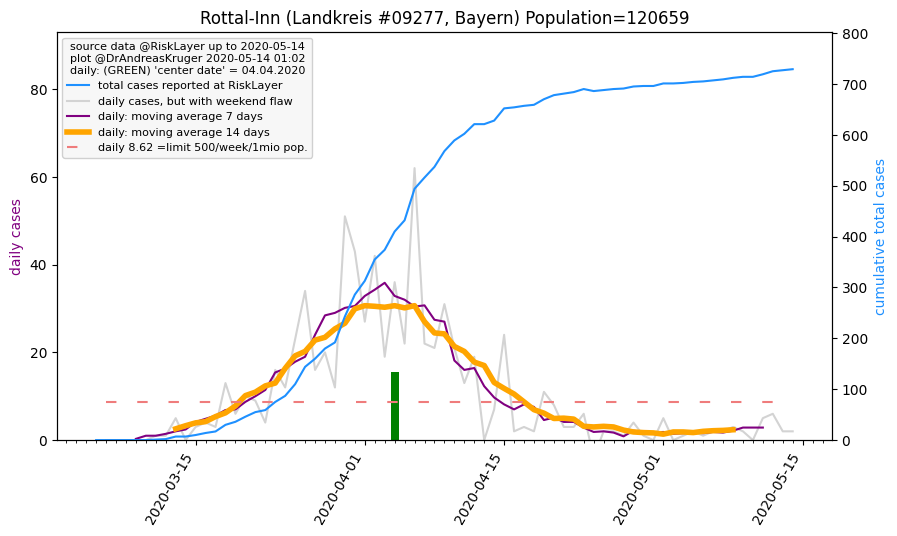 Rottal-Inn (Landkreis #09277, Bayern) Population=120659
source data @RiskLayer up to 2020-05-14
plot @DrAndreasKruger 2020-05-14 01:02
daily: (GREEN) 'center date' = 04.04.2020
total cases reported at RiskLayer
daily cases, but with weekend flaw
daily: moving average 7 days
daily: moving average 14 days
daily 8.62 =limit 500/week/1mio pop.
daily cases
80
60
40
20
0
cumulative total cases
800
700
600
500
400
300
200
100
0
2020-03-15
2020-04-01
2020-04-15
2020-05-01
2020-05-15